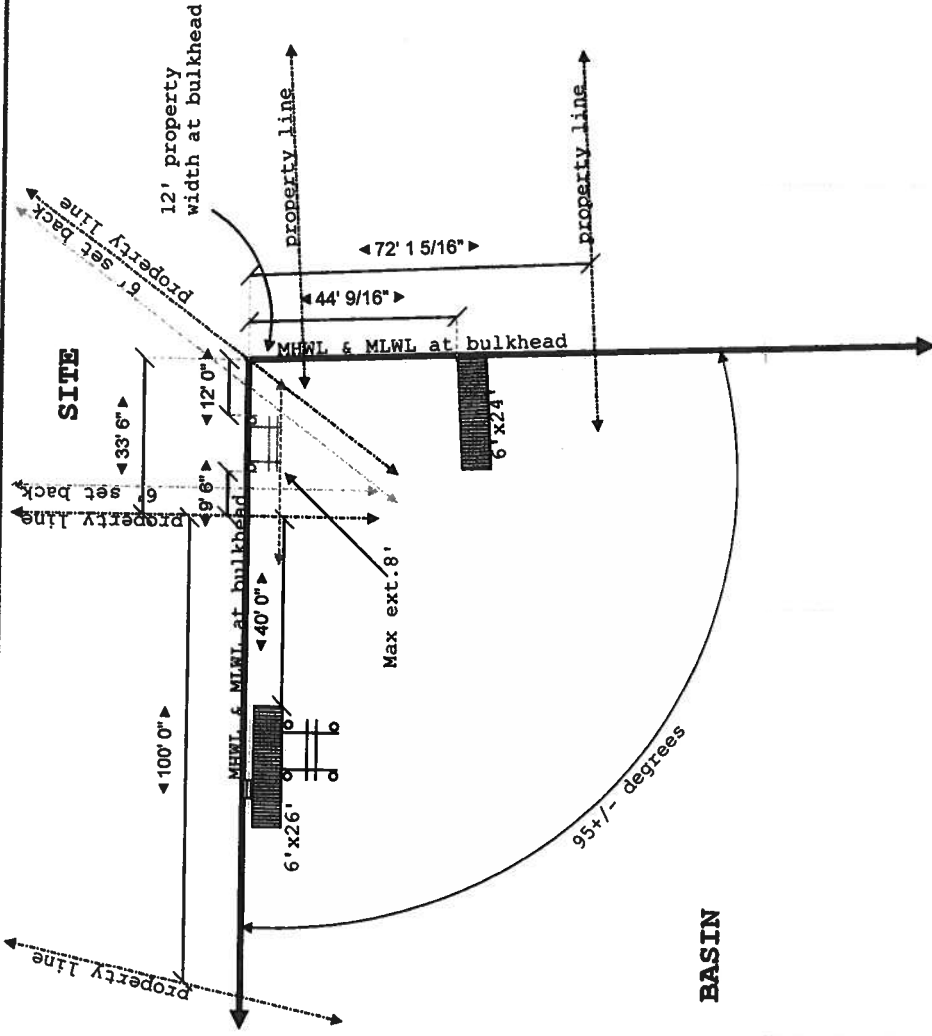 12' property
width at bulkhead
property line
property line
property line
6' set back
SITE
◄72' 1 5/16"►
◄44' 9/16"►
MHWL & MLWL at bulkhead
◄33' 6"►
◄12' 0"►
◄9' 6"►
6' set back
property line
6'x24'
MHWL & MLWL at bulkhead
◄40' 0"►
Max ext.8'
◄100' 0"►
6'x26'
95+/- degrees
property line
BASIN